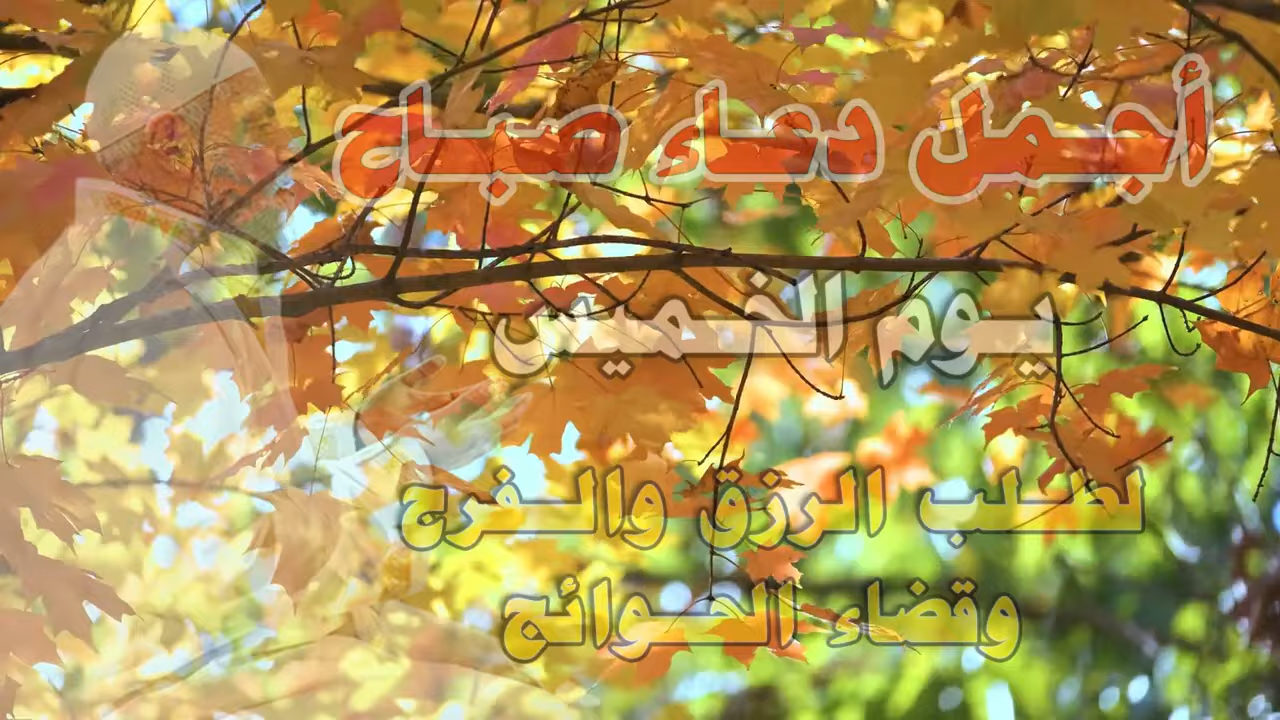 أجمل دعاء صباح
يوم الخميس
لطلب الرزق والفرج
وقضاء الحوائج